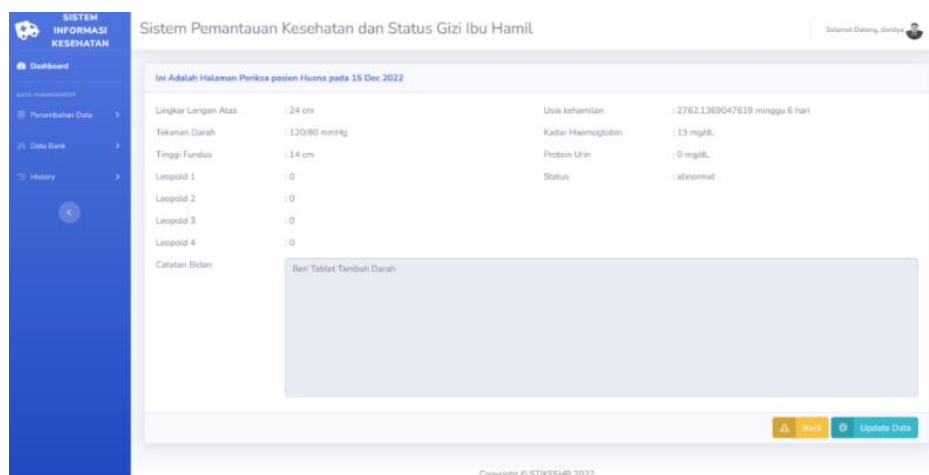 SISTEM
INFORMASI
KESEHATAN
Sistem Pemantauan Kesehatan dan Status Gizi Ibu Hamil
Selamat Datang, dwidya
Dashboard
DATA MANAGEMENT
Penambahan Data
Data Bank
History
Ini Adalah Halaman Periksa pasien Husna pada 15 Dec 2022
Lingkar Lengan Atas : 24 cm
Usia kehamilan : 2762,1369047619 minggu 6 hari
Tekanan Darah : 120/80 mmHg
Kadar Haemoglobin : 13 mg/dL
Tinggi Fundus : 14 cm
Protein Urin : 0 mg/dL
Leopold 1 : 0
Status : abnormal
Leopold 2 : 0
Leopold 3 : 0
Leopold 4 : 0
Catatan Bidan
Beri Tablet Tambah Darah
Back
Update Data
Copyright © STIKESHB 2022